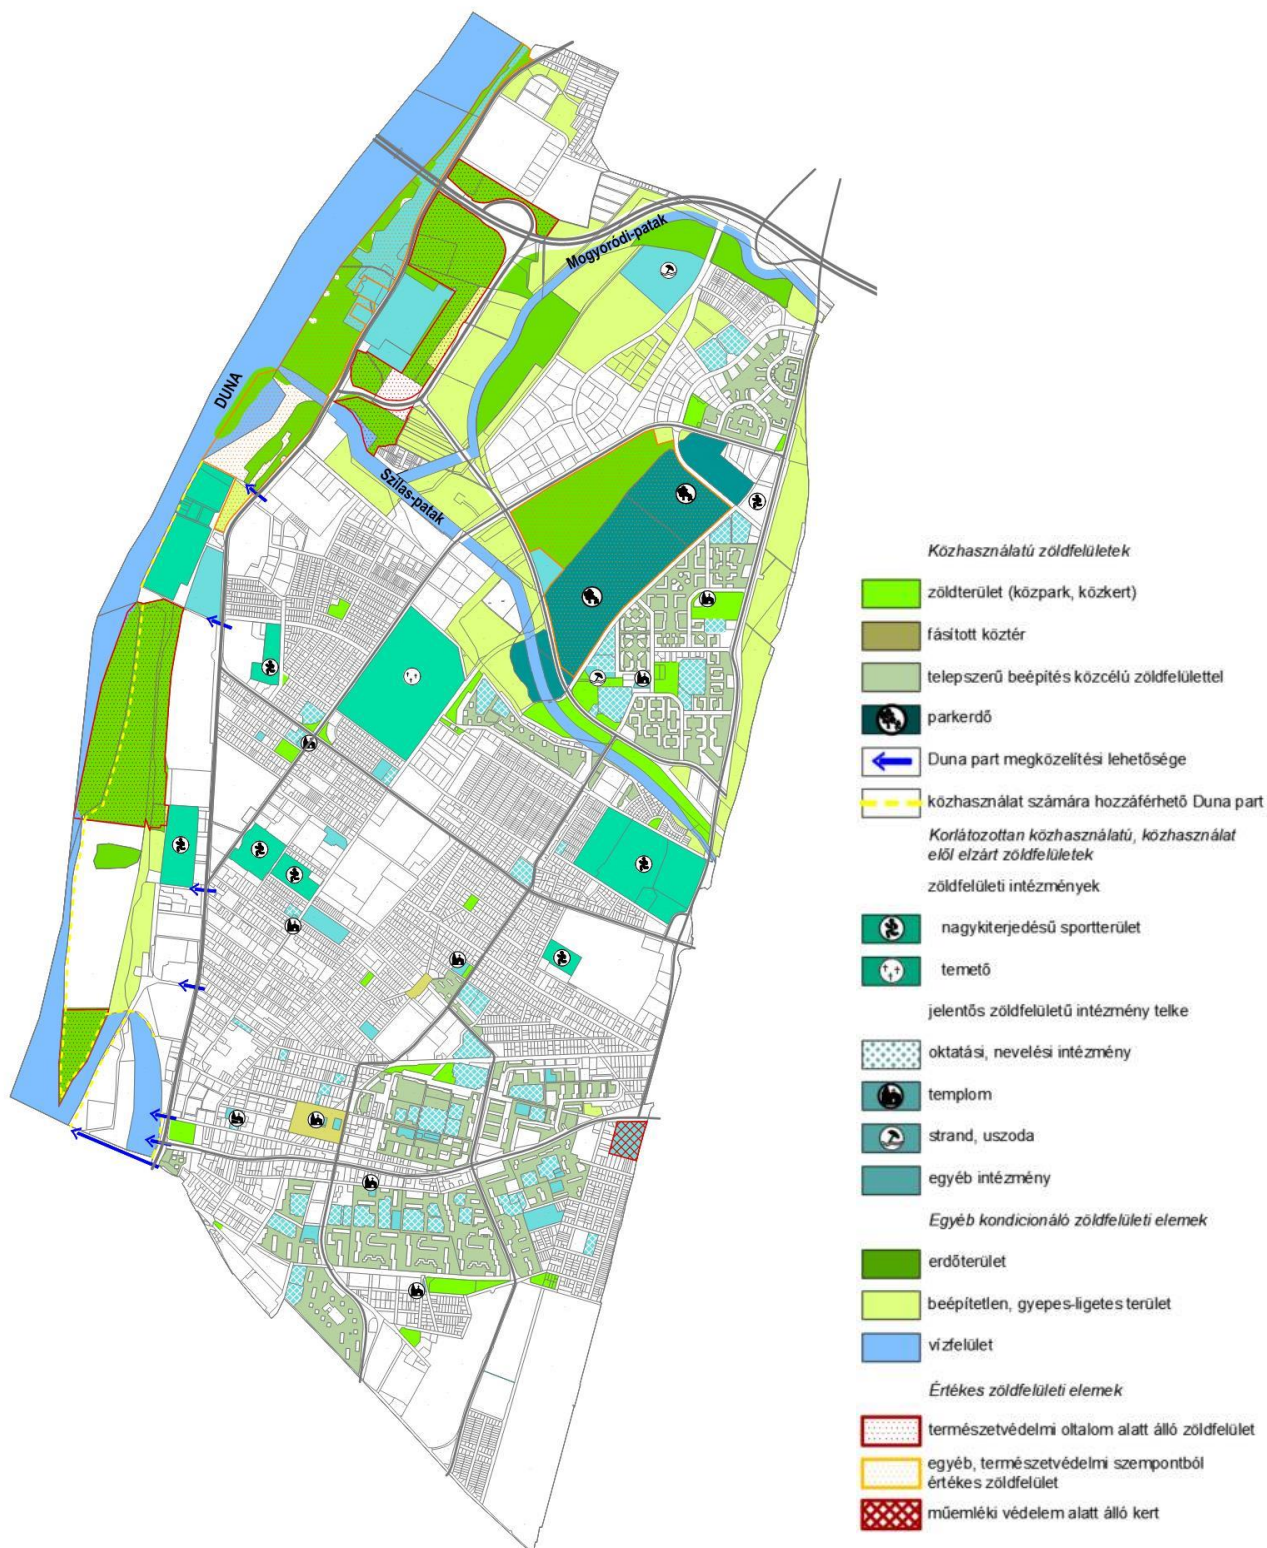 Mogyoródi-patak
DUNA
Szilas-patak
Közhasználatú zöldfelületek
zöldterület (közpark, közkert)
fásított köztér
telepszerű beépítés közcélú zöldfelülettel
parkerdő
Duna part megközelítési lehetősége
közhasználat számára hozzáférhető Duna part
Korlátozottan közhasználatú, közhasználat
elől elzárt zöldfelületek
zöldfelületi intézmények
nagykiterjedésű sportterület
temető
jelentős zöldfelületű intézmény telke
oktatási, nevelési intézmény
templom
strand, uszoda
egyéb intézmény
Egyéb kondicionáló zöldfelületi elemek
erdőterület
beépítetlen, gyepes-ligetes terület
vízfelület
Értékes zöldfelületi elemek
természetvédelmi oltalom alatt álló zöldfelület
egyéb, természetvédelmi szempontból
értékes zöldfelület
műemléki védelem alatt álló kert